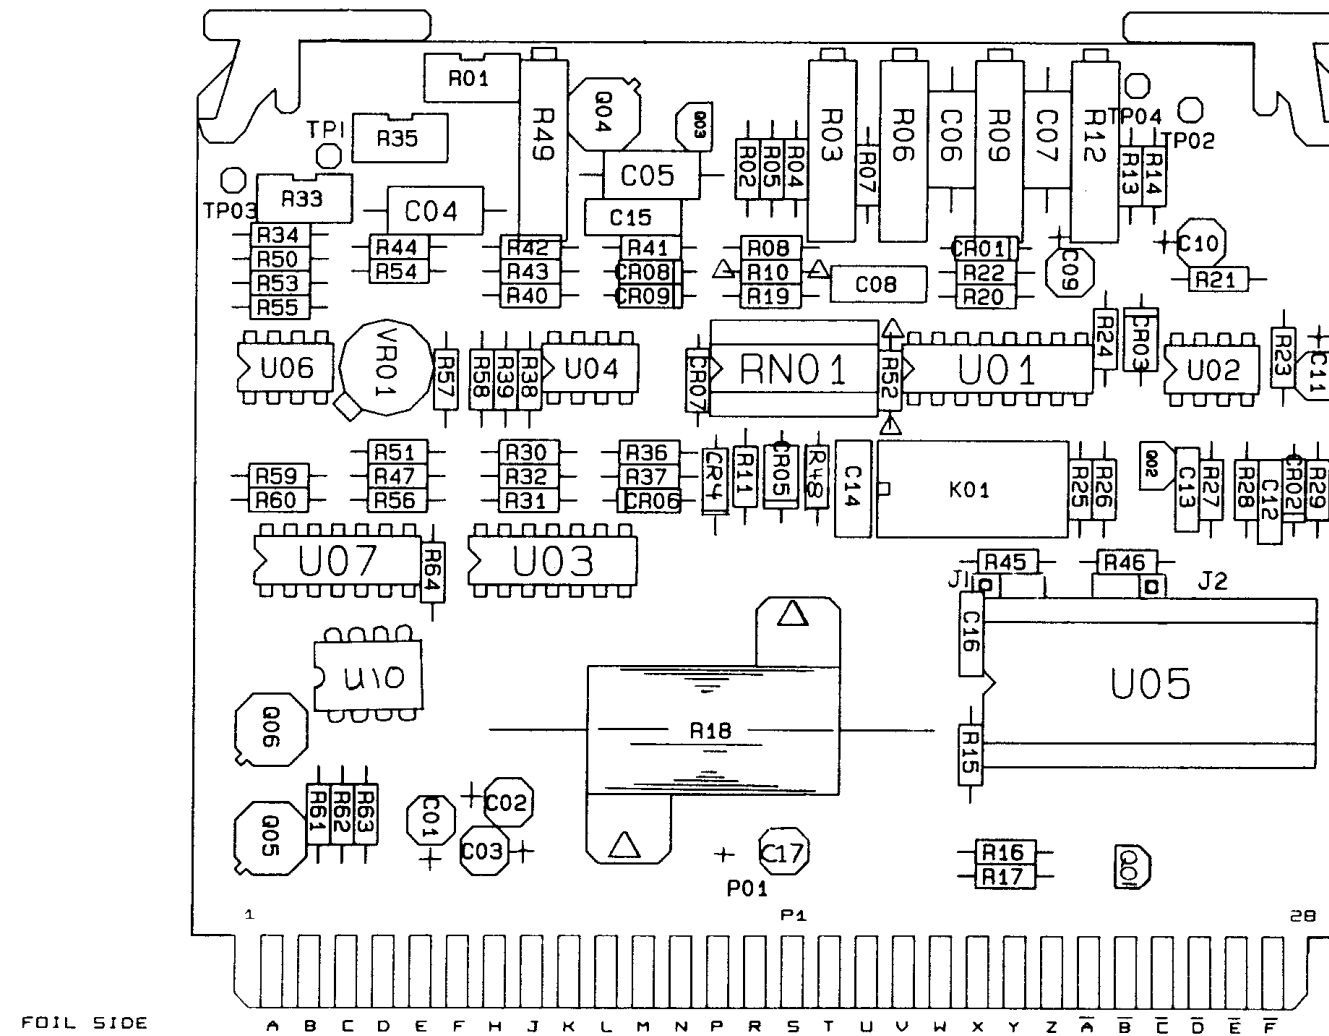 R01
R49
Q04
Q03
R03
R06
C06
R09
C07
R12
TP04
TP02
TP1
R35
R02
R05
R04
R07
R13
R14
C05
TP03
R33
C04
C15
R34
R44
R42
R41
R08
CR01
C09
C10
R50
R54
R43
CR08
R10
C08
R22
R21
R53
R40
CR09
R19
R20
R55
U06
VR01
R57
R58
R39
R38
U04
CR07
RN01
R52
U01
R24
CR03
U02
R23
C11
R51
R30
R36
R59
R47
R32
R37
CR4
R11
CR05
R48
C14
K01
R25
R26
Q02
C13
R27
R28
C12
CR02
R29
R60
R56
R31
CR06
U07
R64
U03
R45
R46
J1
J2
C16
U10
U05
Q06
R18
R15
R61
R62
R63
C01
C02
Q05
C03
C17
R16
Q01
R17
P01
1 P1 28
FOIL SIDE A B C D E F H J K L M N P R S T U V W X Y Z A̅ B̅ C̅ D̅ E̅ F̅